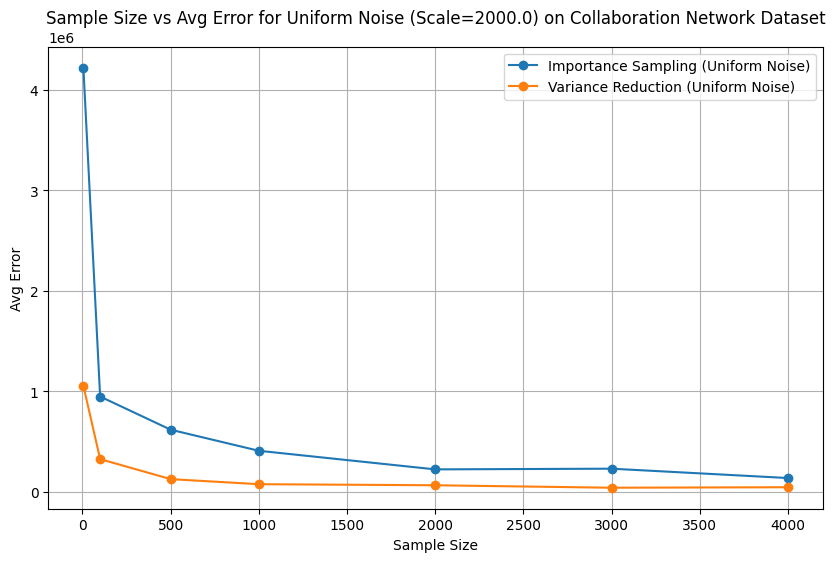 Sample Size vs Avg Error for Uniform Noise (Scale=2000.0) on Collaboration Network Dataset
1e6
Importance Sampling (Uniform Noise)
Variance Reduction (Uniform Noise)
4
3
2
1
0
Avg Error
0 500 1000 1500 2000 2500 3000 3500 4000
Sample Size